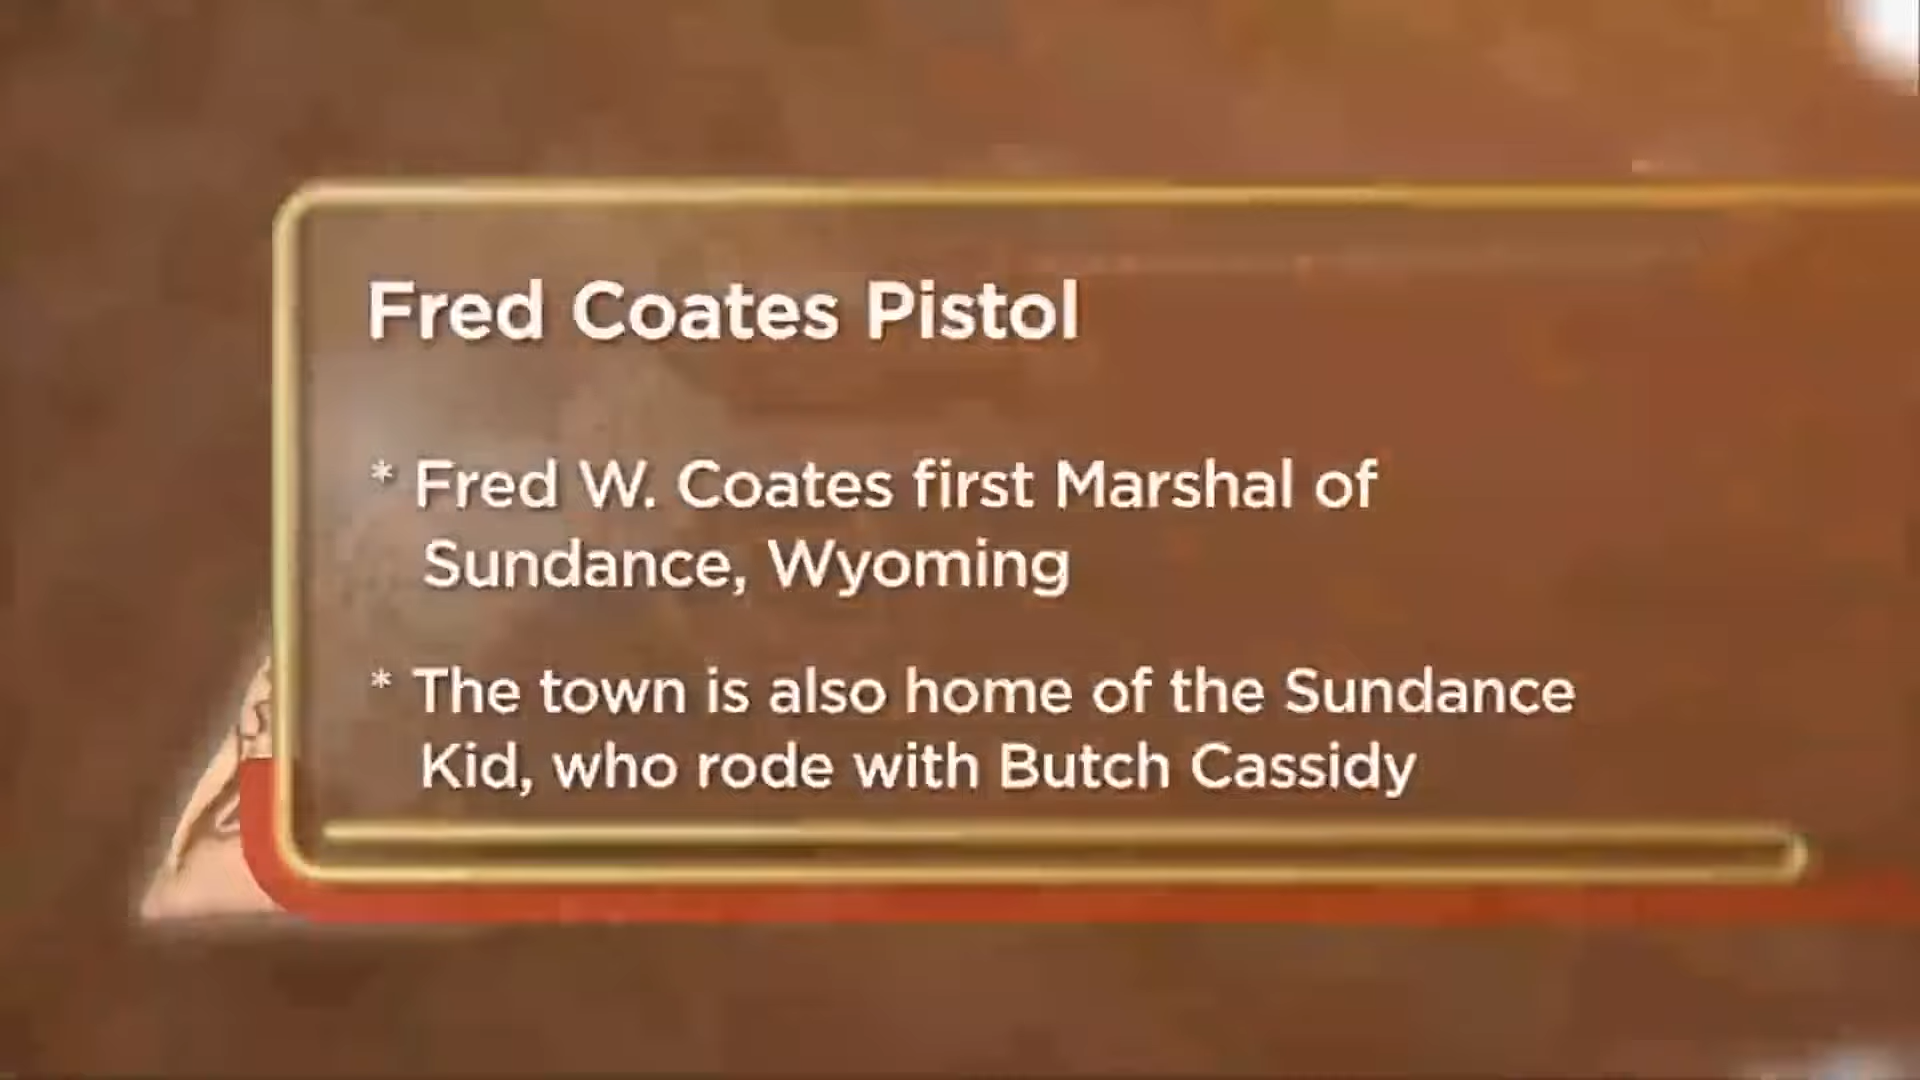 Fred Coates Pistol
* Fred W. Coates first Marshal of
Sundance, Wyoming
* The town is also home of the Sundance
Kid, who rode with Butch Cassidy